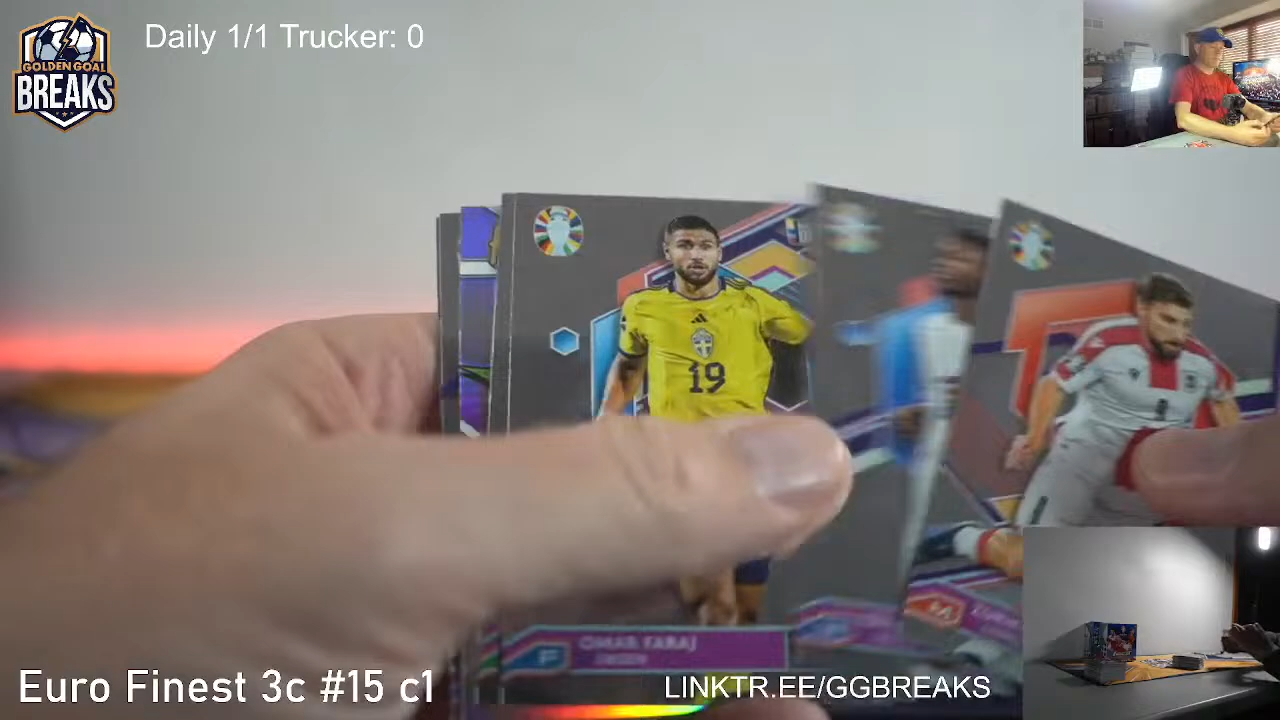 Daily 1/1 Trucker: 0
GOLDEN GOAL
BREAKS
19
OMAR FARAJ
SWEDEN
F
Euro Finest 3c #15 c1
LINKTR.EE/GGBREAKS